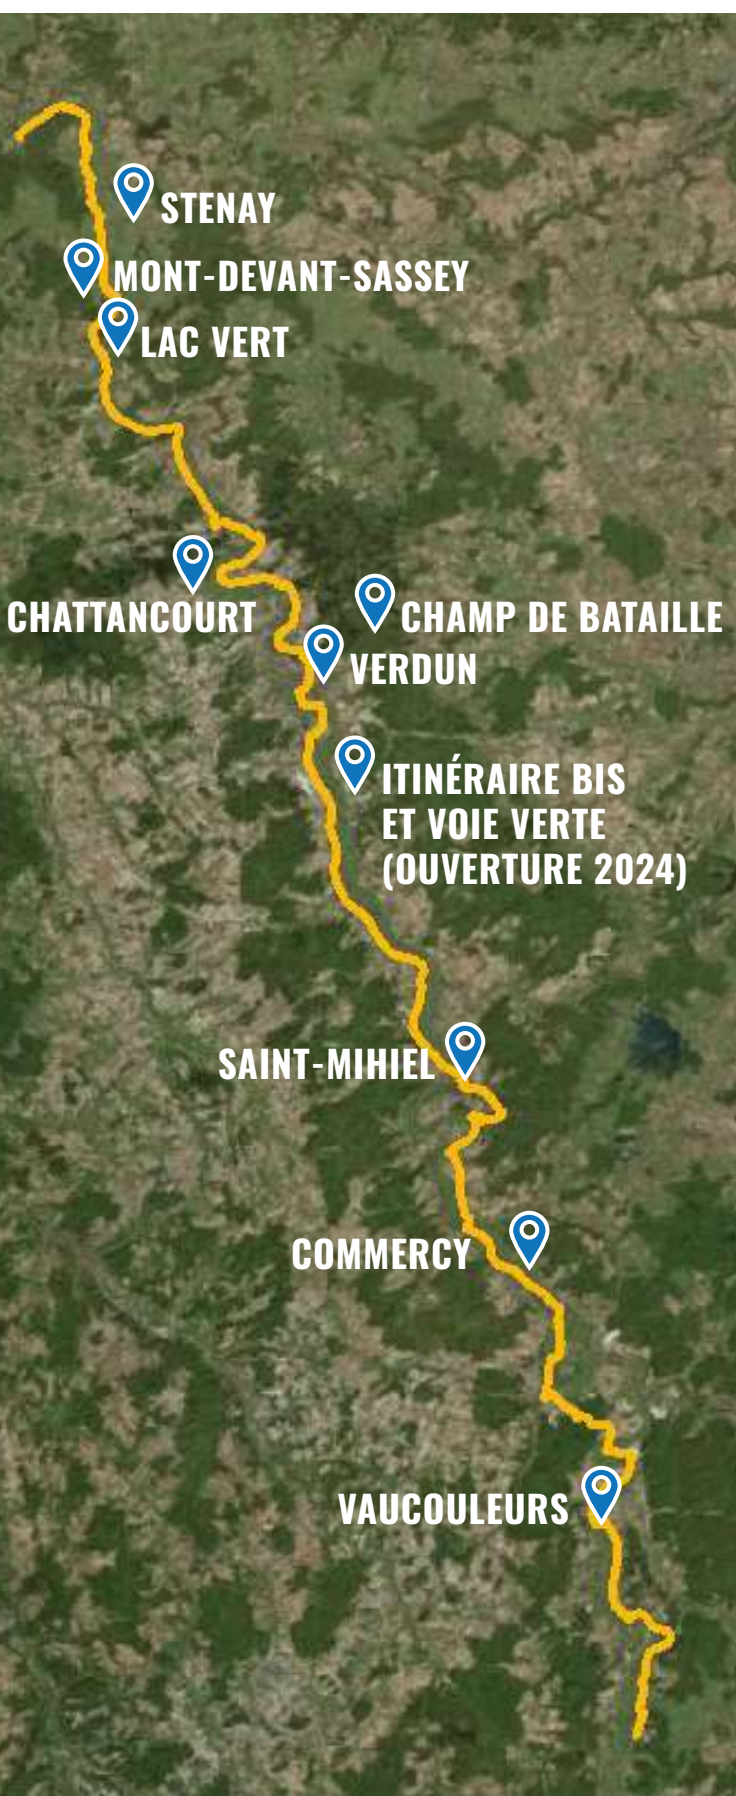 STENAY
MONT-DEVANT-SASSEY
LAC VERT
CHATTANCOURT
CHAMP DE BATAILLE
VERDUN
ITINÉRAIRE BIS
ET VOIE VERTE
(OUVERTURE 2024)
SAINT-MIHIEL
COMMERCY
VAUCOULEURS